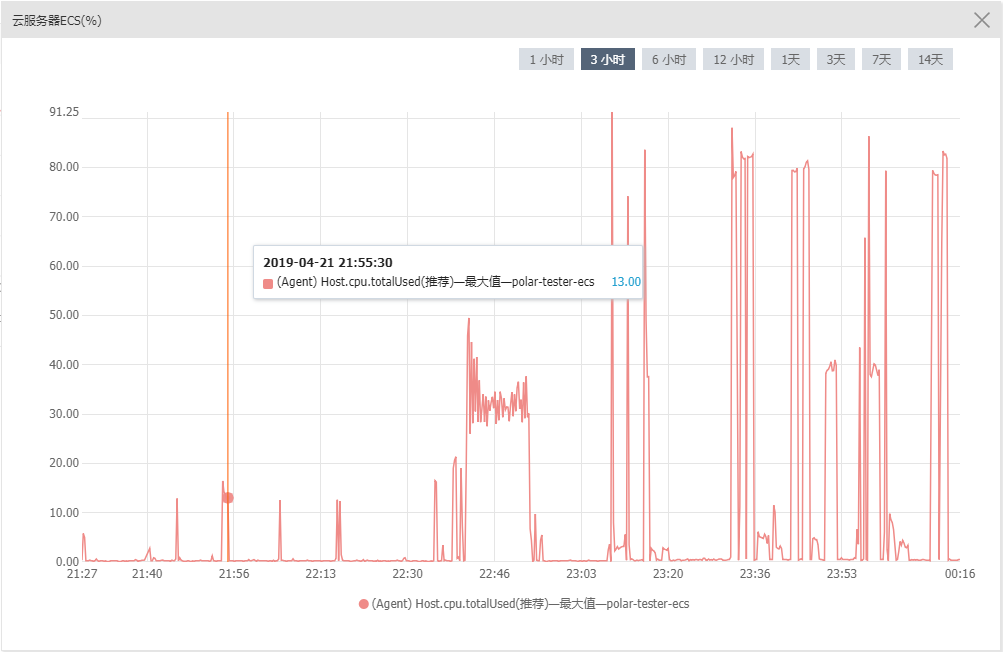 云服务器ECS(%)
1 小时 3 小时 6 小时 12 小时 1天 3天 7天 14天
91.25
80.00
70.00
60.00
50.00
40.00
30.00
20.00
10.00
0.00
2019-04-21 21:55:30
(Agent) Host.cpu.totalUsed(推荐)—最大值—polar-tester-ecs 13.00
21:27 21:40 21:56 22:13 22:30 22:46 23:03 23:20 23:36 23:53 00:16
(Agent) Host.cpu.totalUsed(推荐)—最大值—polar-tester-ecs